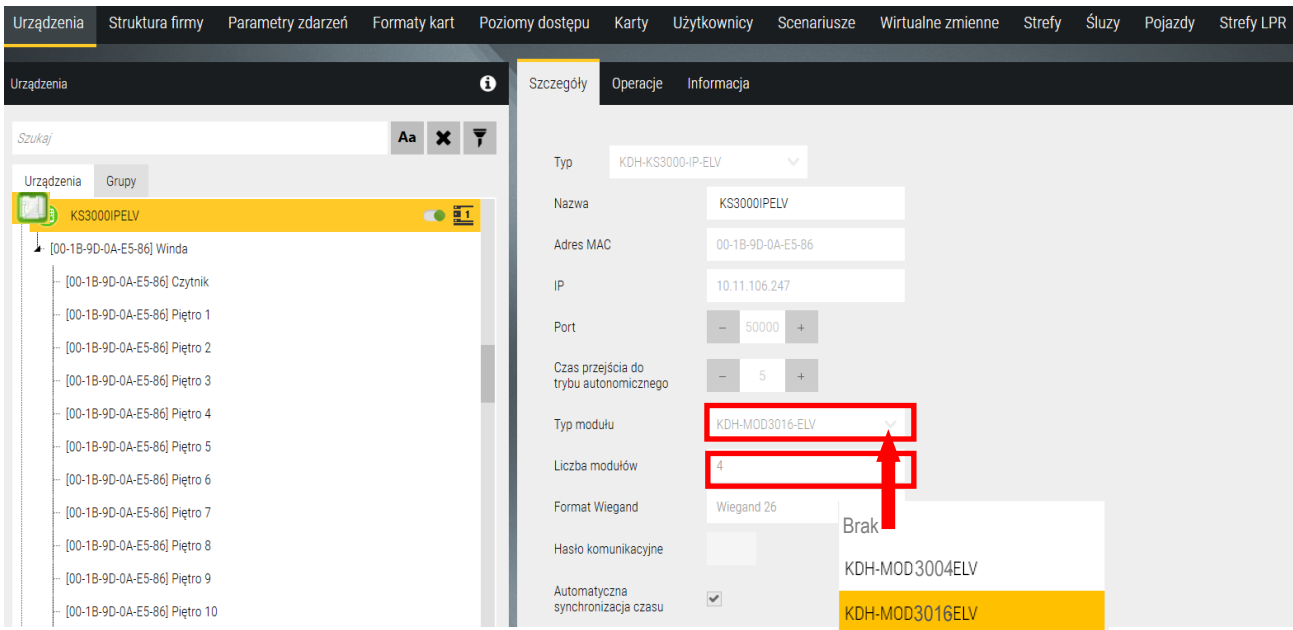 Urządzenia Struktura firmy Parametry zdarzeń Formaty kart Poziomy dostępu Karty Użytkownicy Scenariusze Wirtualne zmienne Strefy Śluzy Pojazdy Strefy LPR
Urządzenia
Szczegóły Operacje Informacja
Szukaj
Aa
Urządzenia Grupy
KS3000IPELV 1
[00-1B-9D-0A-E5-86] Winda
[00-1B-9D-0A-E5-86] Czytnik
[00-1B-9D-0A-E5-86] Piętro 1
[00-1B-9D-0A-E5-86] Piętro 2
[00-1B-9D-0A-E5-86] Piętro 3
[00-1B-9D-0A-E5-86] Piętro 4
[00-1B-9D-0A-E5-86] Piętro 5
[00-1B-9D-0A-E5-86] Piętro 6
[00-1B-9D-0A-E5-86] Piętro 7
[00-1B-9D-0A-E5-86] Piętro 8
[00-1B-9D-0A-E5-86] Piętro 9
[00-1B-9D-0A-E5-86] Piętro 10
Typ KDH-KS3000-IP-ELV
Nazwa KS3000IPELV
Adres MAC 00-1B-9D-0A-E5-86
IP 10.11.106.247
Port − 50000 +
Czas przejścia do
trybu autonomicznego − 5 +
Typ modułu KDH-MOD3016-ELV
Liczba modułów 4
Format Wiegand Wiegand 26
Hasło komunikacyjne
Automatyczna
synchronizacja czasu
Brak
KDH-MOD3004ELV
KDH-MOD3016ELV